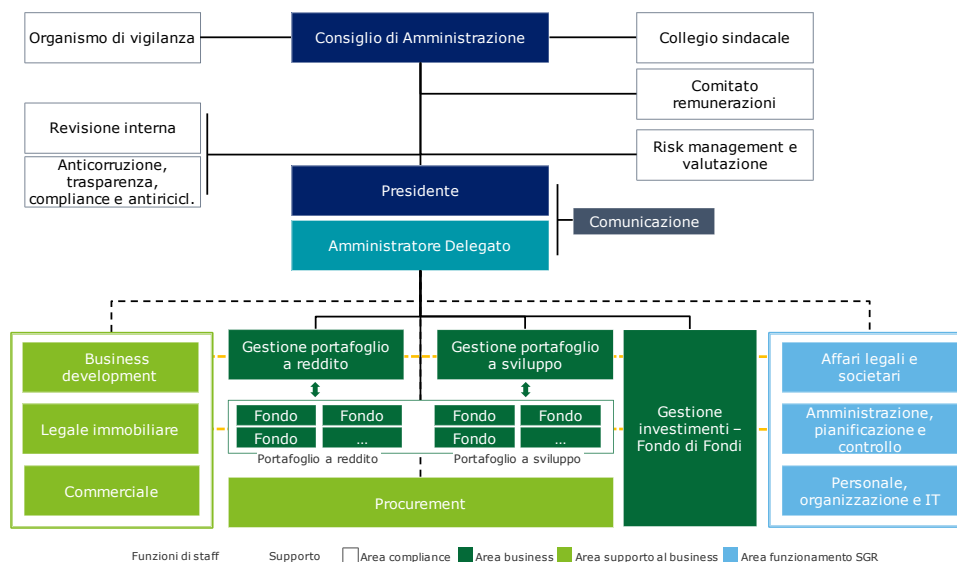 Organismo di vigilanza
Consiglio di Amministrazione
Collegio sindacale
Comitato
remunerazioni
Revisione interna
Anticorruzione,
trasparenza,
compliance e antiricicl.
Risk management e
valutazione
Presidente
Comunicazione
Amministratore Delegato
Business
development
Legale immobiliare
Commerciale
Gestione portafoglio
a reddito
Gestione portafoglio
a sviluppo
Fondo Fondo
Fondo ...
Portafoglio a reddito
Fondo Fondo
Fondo ...
Portafoglio a sviluppo
Procurement
Gestione
investimenti –
Fondo di Fondi
Affari legali e
societari
Amministrazione,
pianificazione e
controllo
Personale,
organizzazione e IT
Funzioni di staff Supporto Area compliance Area business Area supporto al business Area funzionamento SGR